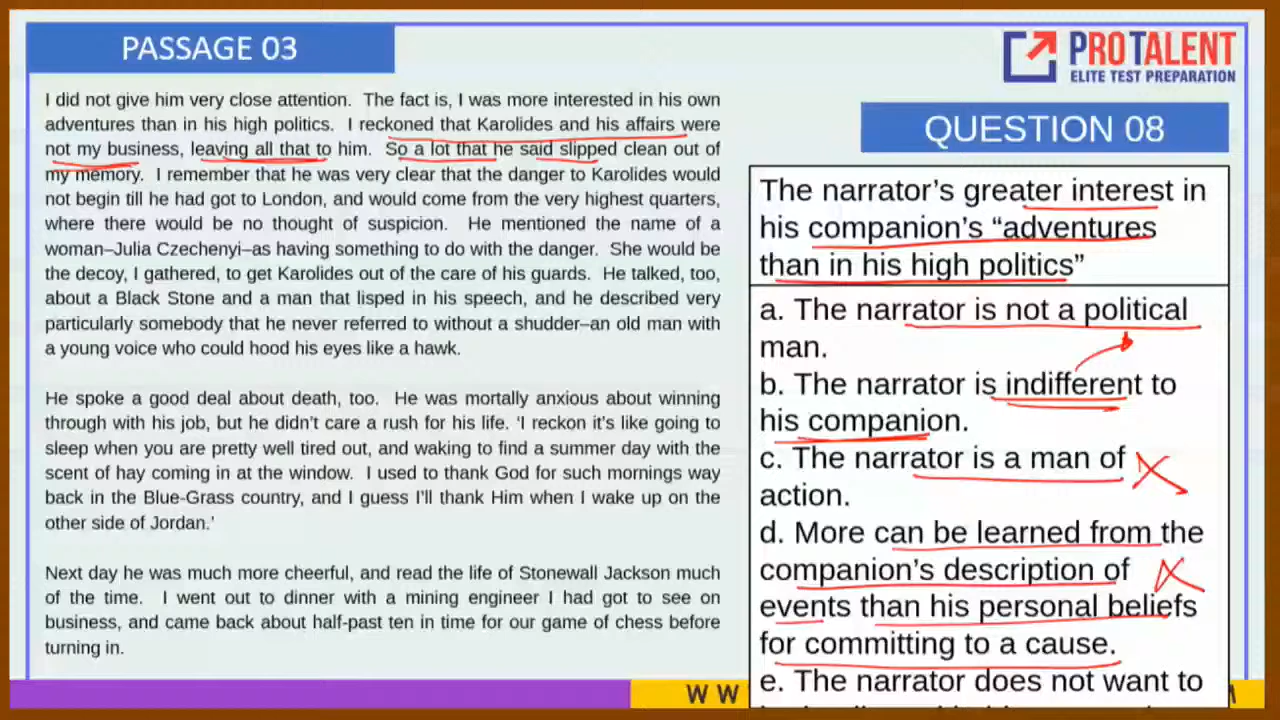 PASSAGE 03
PROTALENT
ELITE TEST PREPARATION
I did not give him very close attention. The fact is, I was more interested in his own
adventures than in his high politics. I reckoned that Karolides and his affairs were
not my business, leaving all that to him. So a lot that he said slipped clean out of
my memory. I remember that he was very clear that the danger to Karolides would
not begin till he had got to London, and would come from the very highest quarters,
where there would be no thought of suspicion. He mentioned the name of a
woman–Julia Czechenyi–as having something to do with the danger. She would be
the decoy, I gathered, to get Karolides out of the care of his guards. He talked, too,
about a Black Stone and a man that lisped in his speech, and he described very
particularly somebody that he never referred to without a shudder–an old man with
a young voice who could hood his eyes like a hawk.
He spoke a good deal about death, too. He was mortally anxious about winning
through with his job, but he didn't care a rush for his life. 'I reckon it's like going to
sleep when you are pretty well tired out, and waking to find a summer day with the
scent of hay coming in at the window. I used to thank God for such mornings way
back in the Blue-Grass country, and I guess I'll thank Him when I wake up on the
other side of Jordan.'
Next day he was much more cheerful, and read the life of Stonewall Jackson much
of the time. I went out to dinner with a mining engineer I had got to see on
business, and came back about half-past ten in time for our game of chess before
turning in.
QUESTION 08
The narrator's greater interest in
his companion's “adventures
than in his high politics”
a. The narrator is not a political
man.
b. The narrator is indifferent to
his companion.
c. The narrator is a man of
action.
d. More can be learned from the
companion's description of
events than his personal beliefs
for committing to a cause.
e. The narrator does not want to
W W
M